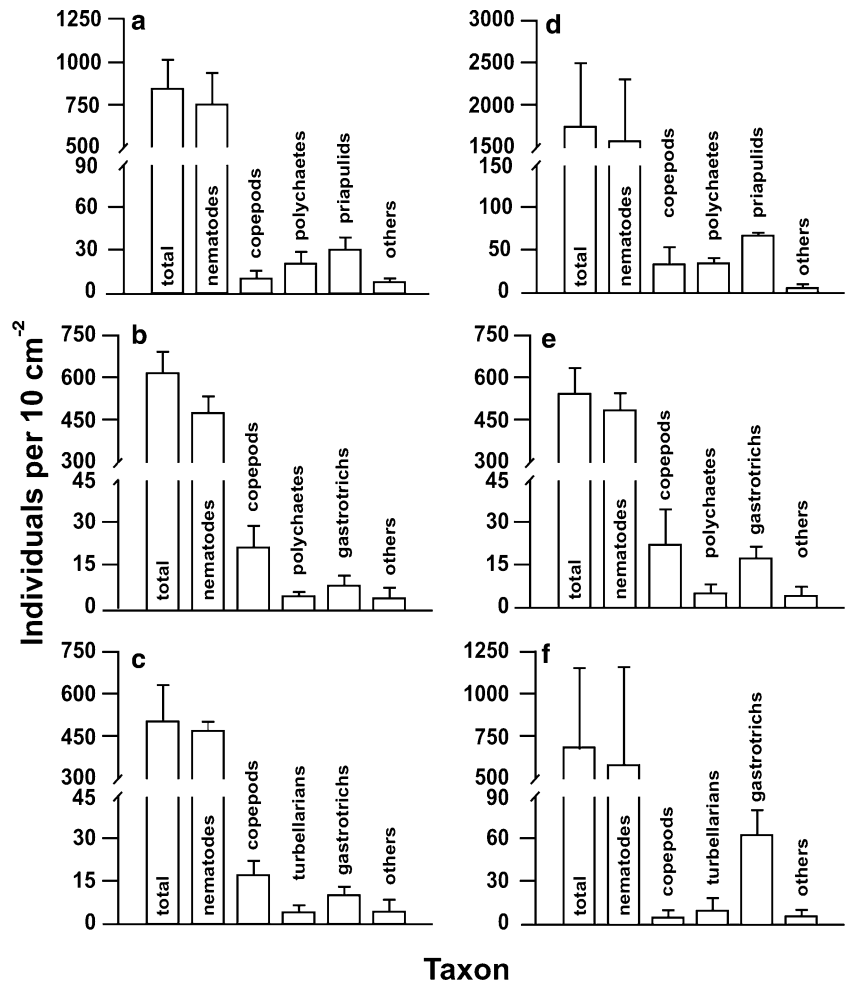 Individuals per 10 cm-2
a
1250
1000
750
500
90
60
30
0
total
nematodes
copepods
polychaetes
priapulids
others
d
3000
2500
2000
1500
150
100
50
0
total
nematodes
copepods
polychaetes
priapulids
others
b
750
600
450
300
45
30
15
0
total
nematodes
copepods
polychaetes
gastrotrichs
others
e
750
600
450
300
45
30
15
0
total
nematodes
copepods
polychaetes
gastrotrichs
others
c
750
600
450
300
45
30
15
0
total
nematodes
copepods
turbellarians
gastrotrichs
others
f
1250
1000
750
500
90
60
30
0
total
nematodes
copepods
turbellarians
gastrotrichs
others
Taxon